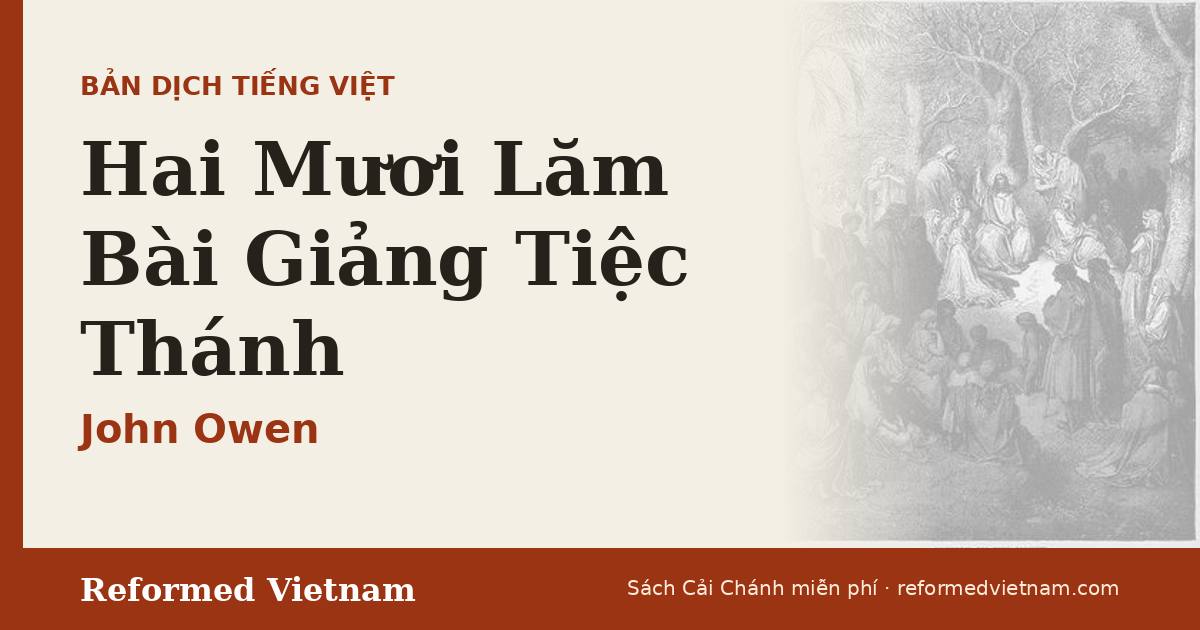 BẢN DỊCH TIẾNG VIỆT
Hai Mươi Lăm
Bài Giảng Tiệc
Thánh
John Owen
Reformed Vietnam
Sách Cải Chánh miễn phí · reformedvietnam.com